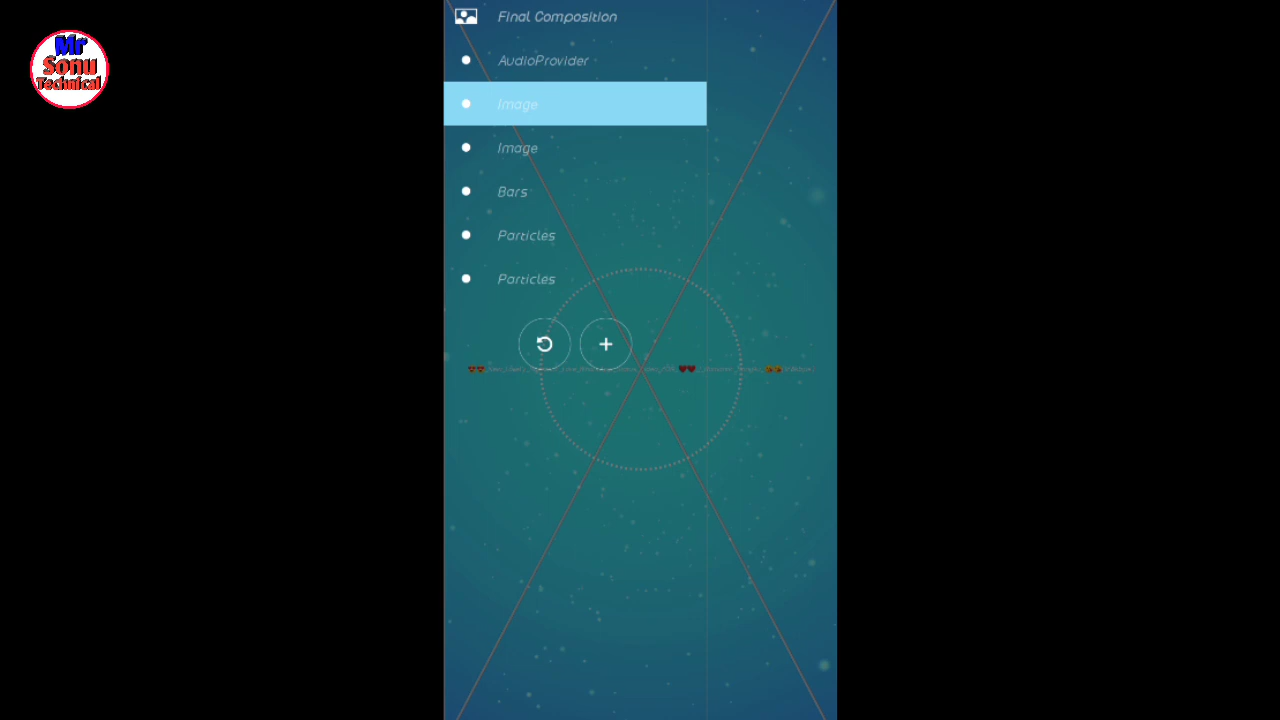 Mr
Sonu
Technical
Final Composition
AudioProvider
Image
Image
Bars
Particles
Particles